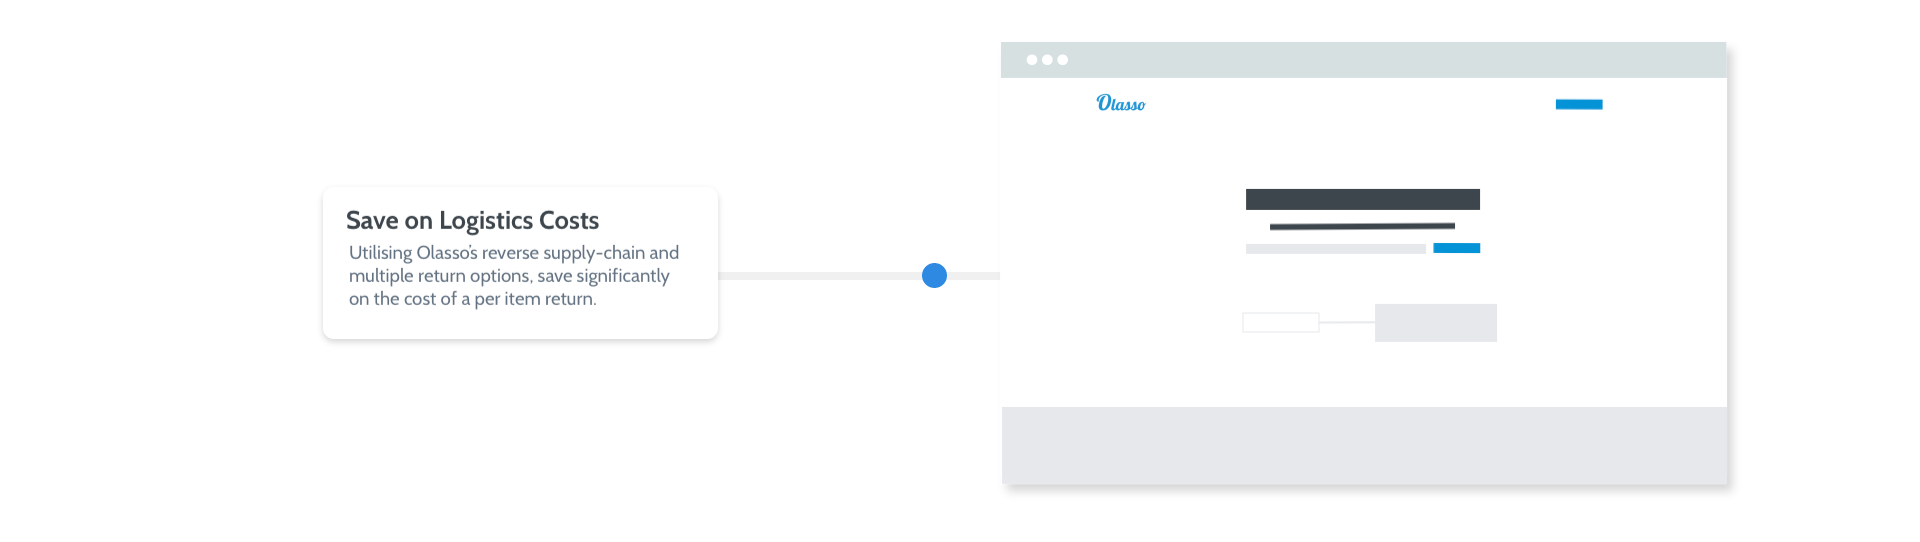 Olasso
Save on Logistics Costs
Utilising Olasso's reverse supply-chain and
multiple return options, save significantly
on the cost of a per item return.